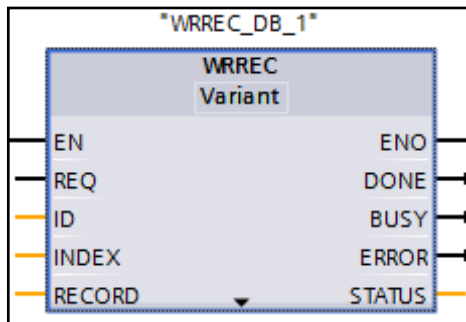 "WRREC_DB_1"
WRREC
Variant
EN ENO
REQ DONE
ID BUSY
INDEX ERROR
RECORD STATUS